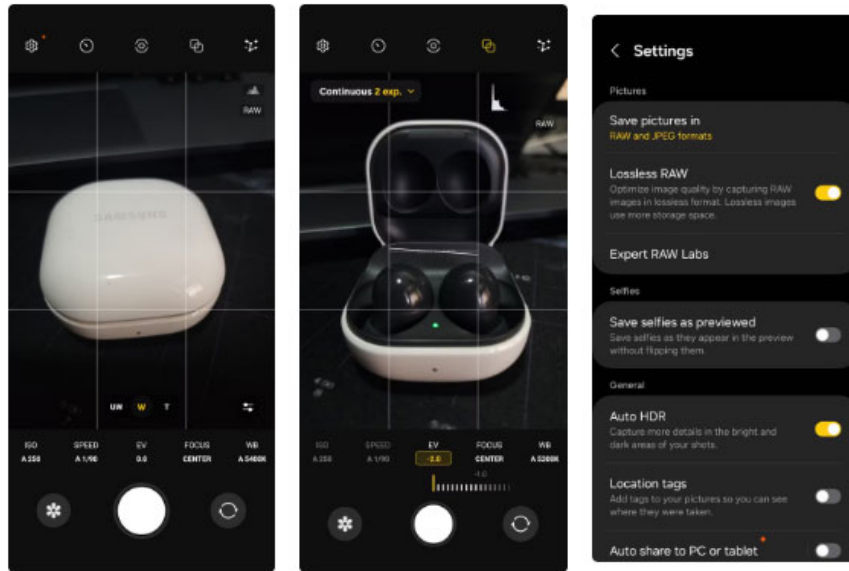 RAW
SAMSUNG
UW W T
ISO SPEED EV FOCUS WB
A 250 A 1/90 0.0 CENTER A 5400K
Continuous 2 exp.
RAW
ISO SPEED EV FOCUS WB
A 250 A 1/90 -2.0 CENTER A 5200K
-4.0
Settings
Pictures
Save pictures in
RAW and JPEG formats
Lossless RAW
Optimize image quality by capturing RAW
images in lossless format. Lossless images
use more storage space.
Expert RAW Labs
Selfies
Save selfies as previewed
Save selfies as they appear in the preview
without flipping them.
General
Auto HDR
Capture more details in the bright and
dark areas of your shots.
Location tags
Add tags to your pictures so you can see
where they were taken.
Auto share to PC or tablet